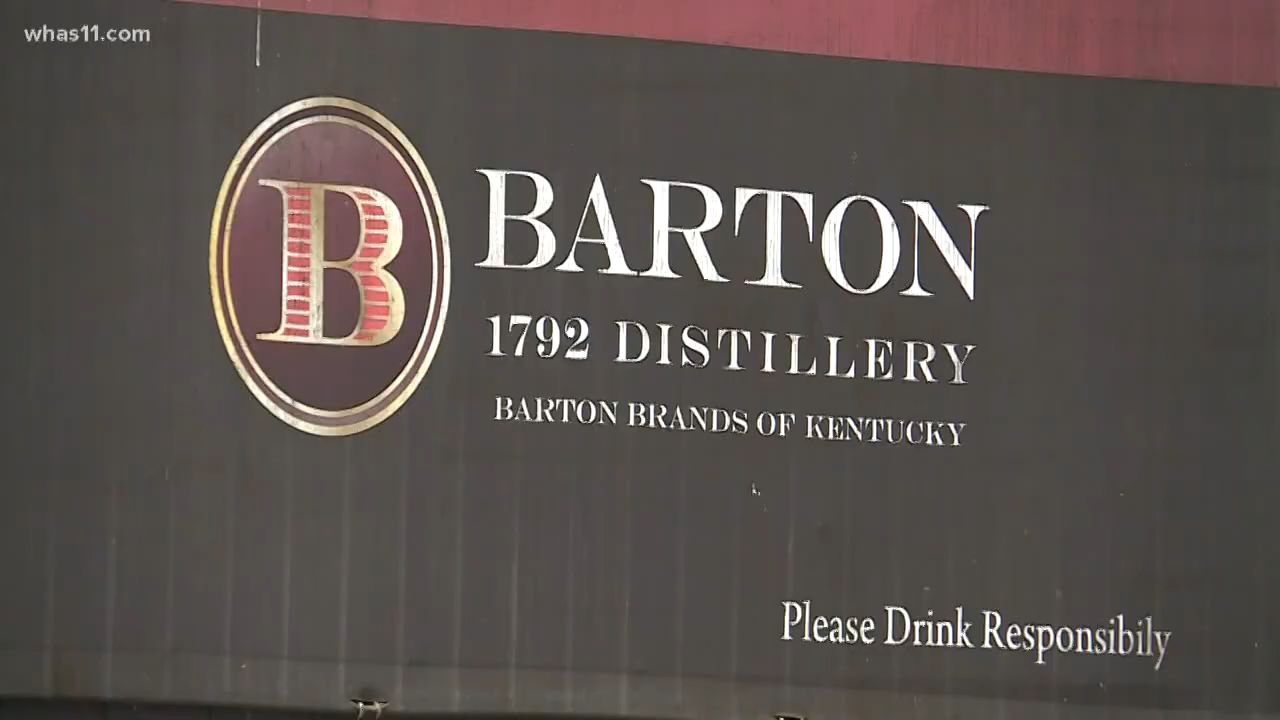 whas11.com
B
BARTON
1792 DISTILLERY
BARTON BRANDS OF KENTUCKY
Please Drink Responsibily